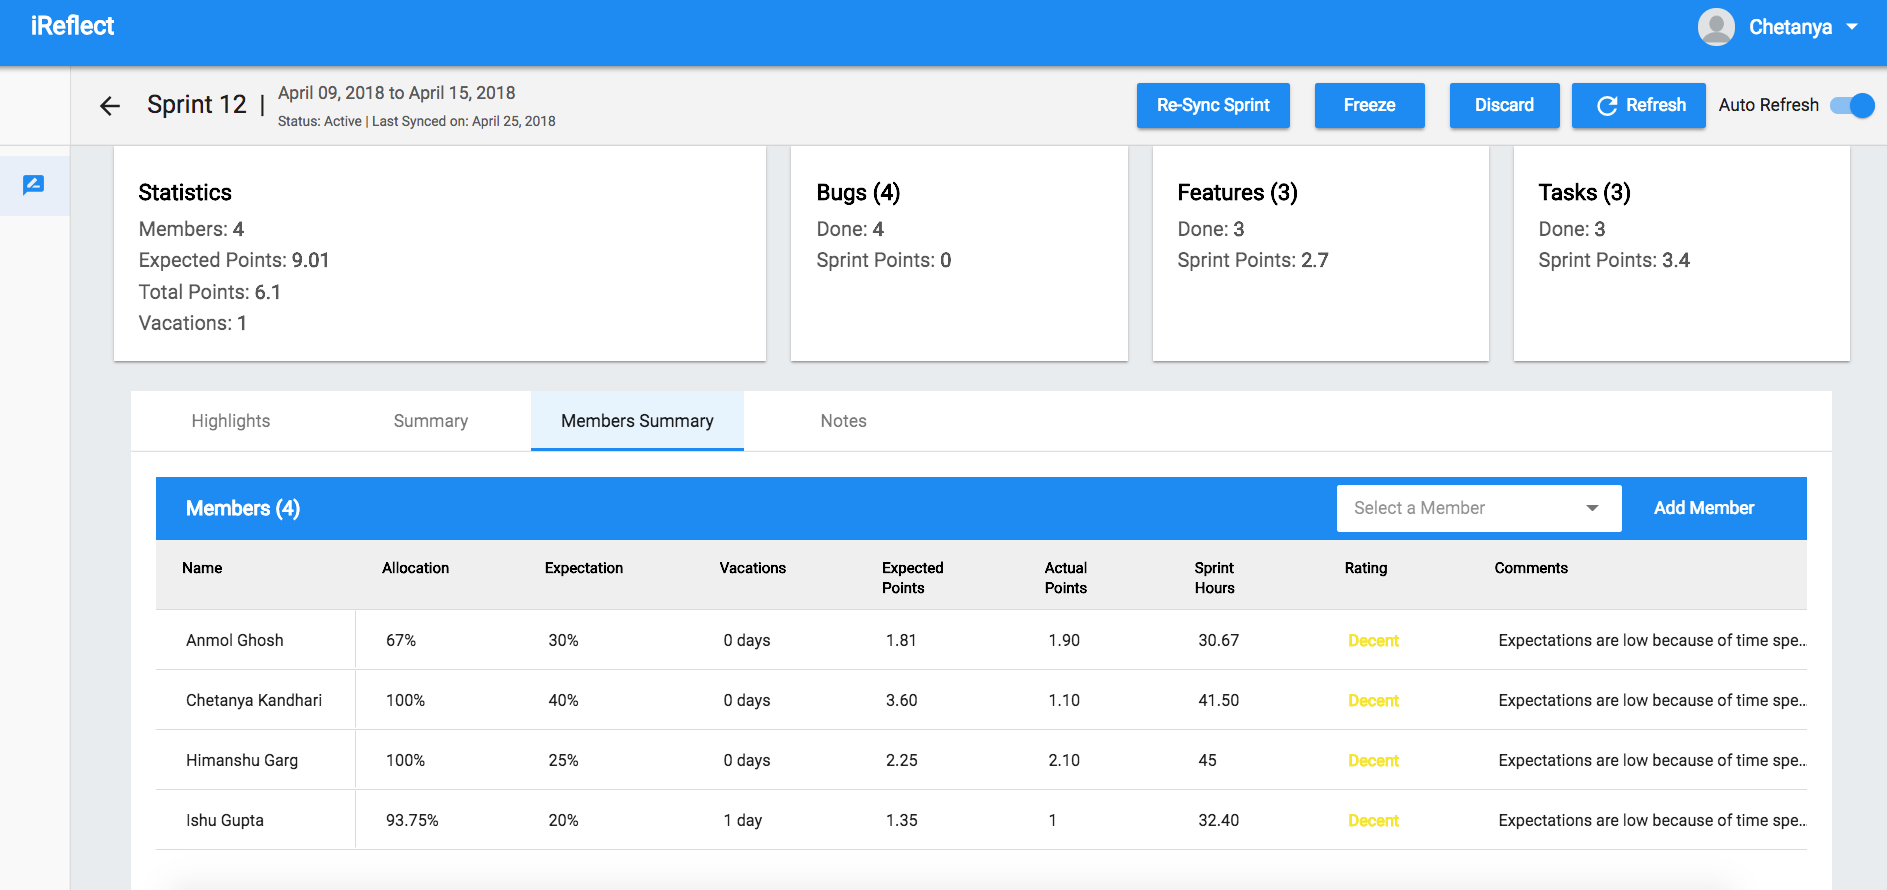 iReflect
Chetanya
Sprint 12 |
April 09, 2018 to April 15, 2018
Status: Active | Last Synced on: April 25, 2018
Re-Sync Sprint
Freeze
Discard
Refresh
Auto Refresh
Statistics
Members: 4
Expected Points: 9.01
Total Points: 6.1
Vacations: 1
Bugs (4)
Done: 4
Sprint Points: 0
Features (3)
Done: 3
Sprint Points: 2.7
Tasks (3)
Done: 3
Sprint Points: 3.4
Highlights
Summary
Members Summary
Notes
Members (4)
Select a Member
Add Member
Name
Allocation
Expectation
Vacations
Expected
Points
Actual
Points
Sprint
Hours
Rating
Comments
Anmol Ghosh 67% 30% 0 days 1.81 1.90 30.67 Decent Expectations are low because of time spe...
Chetanya Kandhari 100% 40% 0 days 3.60 1.10 41.50 Decent Expectations are low because of time spe...
Himanshu Garg 100% 25% 0 days 2.25 2.10 45 Decent Expectations are low because of time spe...
Ishu Gupta 93.75% 20% 1 day 1.35 1 32.40 Decent Expectations are low because of time spe...